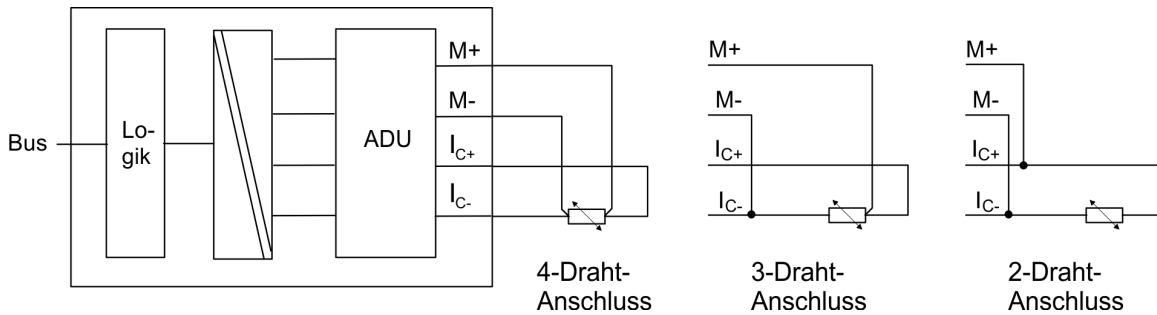 Bus
Lo-
gik
ADU
M+
M-
IC+
IC-
4-Draht-
Anschluss
M+
M-
IC+
IC-
3-Draht-
Anschluss
M+
M-
IC+
IC-
2-Draht-
Anschluss